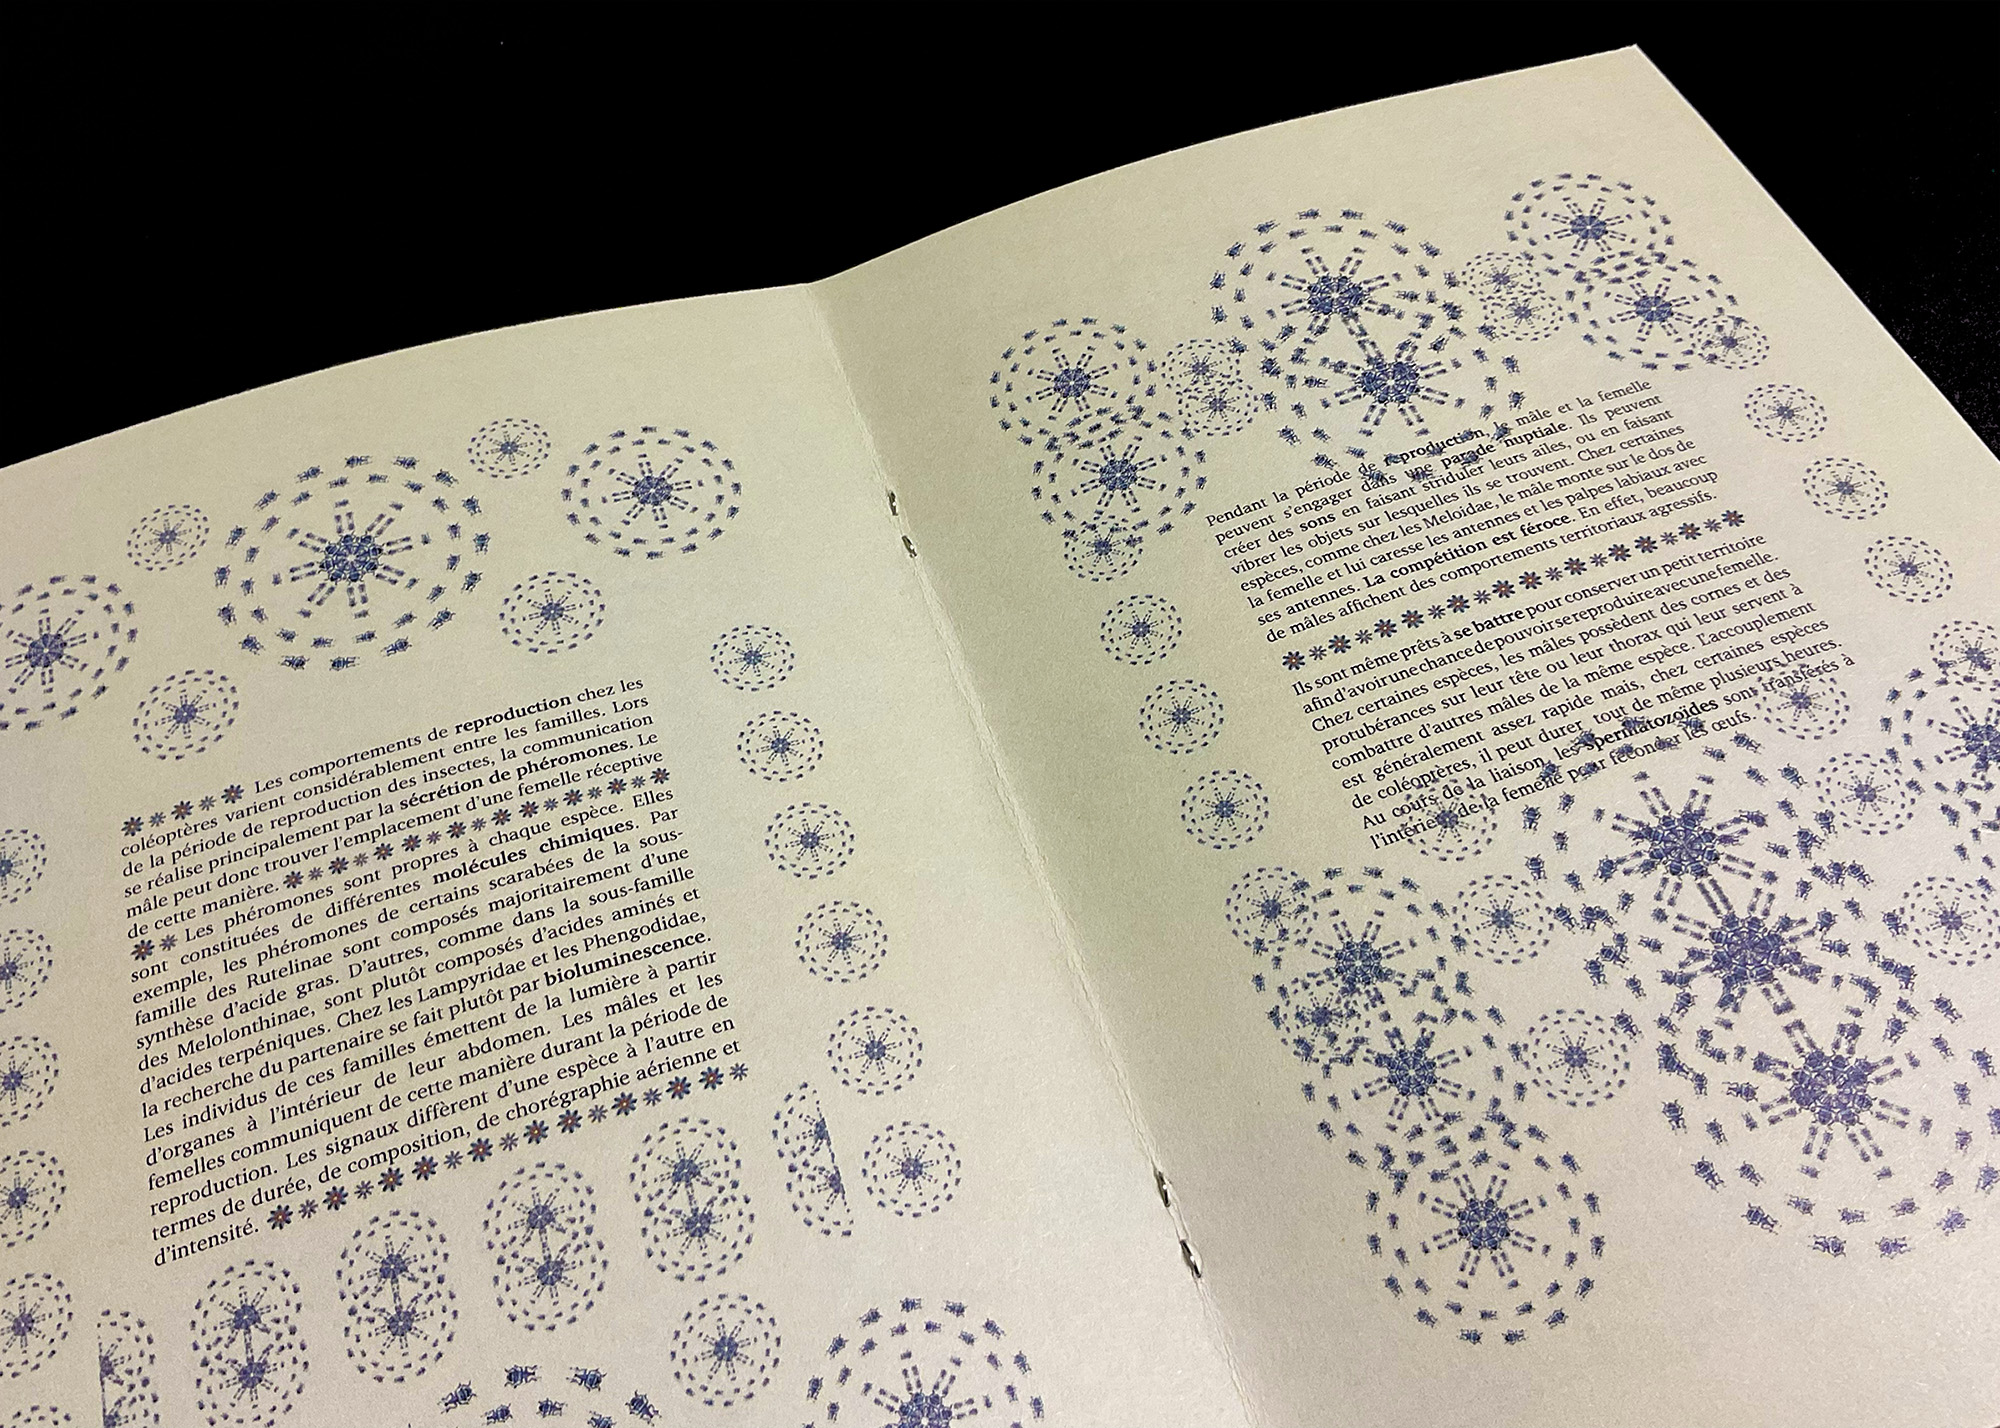 Les comportements de reproduction chez les
coléoptères varient considérablement entre les familles. Lors
de la période de reproduction des insectes, la communication
se réalise principalement par la sécrétion de phéromones. Le
mâle peut donc trouver l'emplacement d'une femelle réceptive
de cette manière.
Les phéromones sont propres à chaque espèce. Elles
sont constituées de différentes molécules chimiques. Par
exemple, les phéromones de certains scarabées de la sous-
famille des Rutelinae sont composés majoritairement d'une
synthèse d'acide gras. D'autres, comme dans la sous-famille
des Melolonthinae, sont plutôt composés d'acides aminés et
d'acides terpéniques. Chez les Lampyridae et les Phengodidae,
la recherche du partenaire se fait plutôt par bioluminescence.
Les individus de ces familles émettent de la lumière à partir
d'organes à l'intérieur de leur abdomen. Les mâles et les
femelles communiquent de cette manière durant la période de
reproduction. Les signaux diffèrent d'une espèce à l'autre en
termes de durée, de composition, de chorégraphie aérienne et
d'intensité.
Pendant la période de reproduction, le mâle et la femelle
peuvent s'engager dans une parade nuptiale. Ils peuvent
créer des sons en faisant striduler leurs ailes, ou en faisant
vibrer les objets sur lesquelles ils se trouvent. Chez certaines
espèces, comme chez les Meloidae, le mâle monte sur le dos de
la femelle et lui caresse les antennes et les palpes labiaux avec
ses antennes. La compétition est féroce. En effet, beaucoup
de mâles affichent des comportements territoriaux agressifs.
Ils sont même prêts à se battre pour conserver un petit territoire
afin d'avoir une chance de pouvoir se reproduire avec une femelle.
Chez certaines espèces, les mâles possèdent des cornes et des
protubérances sur leur tête ou leur thorax qui leur servent à
combattre d'autres mâles de la même espèce. L'accouplement
est généralement assez rapide mais, chez certaines espèces
de coléoptères, il peut durer tout de même plusieurs heures.
Au cours de la liaison, les spermatozoïdes sont transférés à
l'intérieur de la femelle pour féconder les œufs.